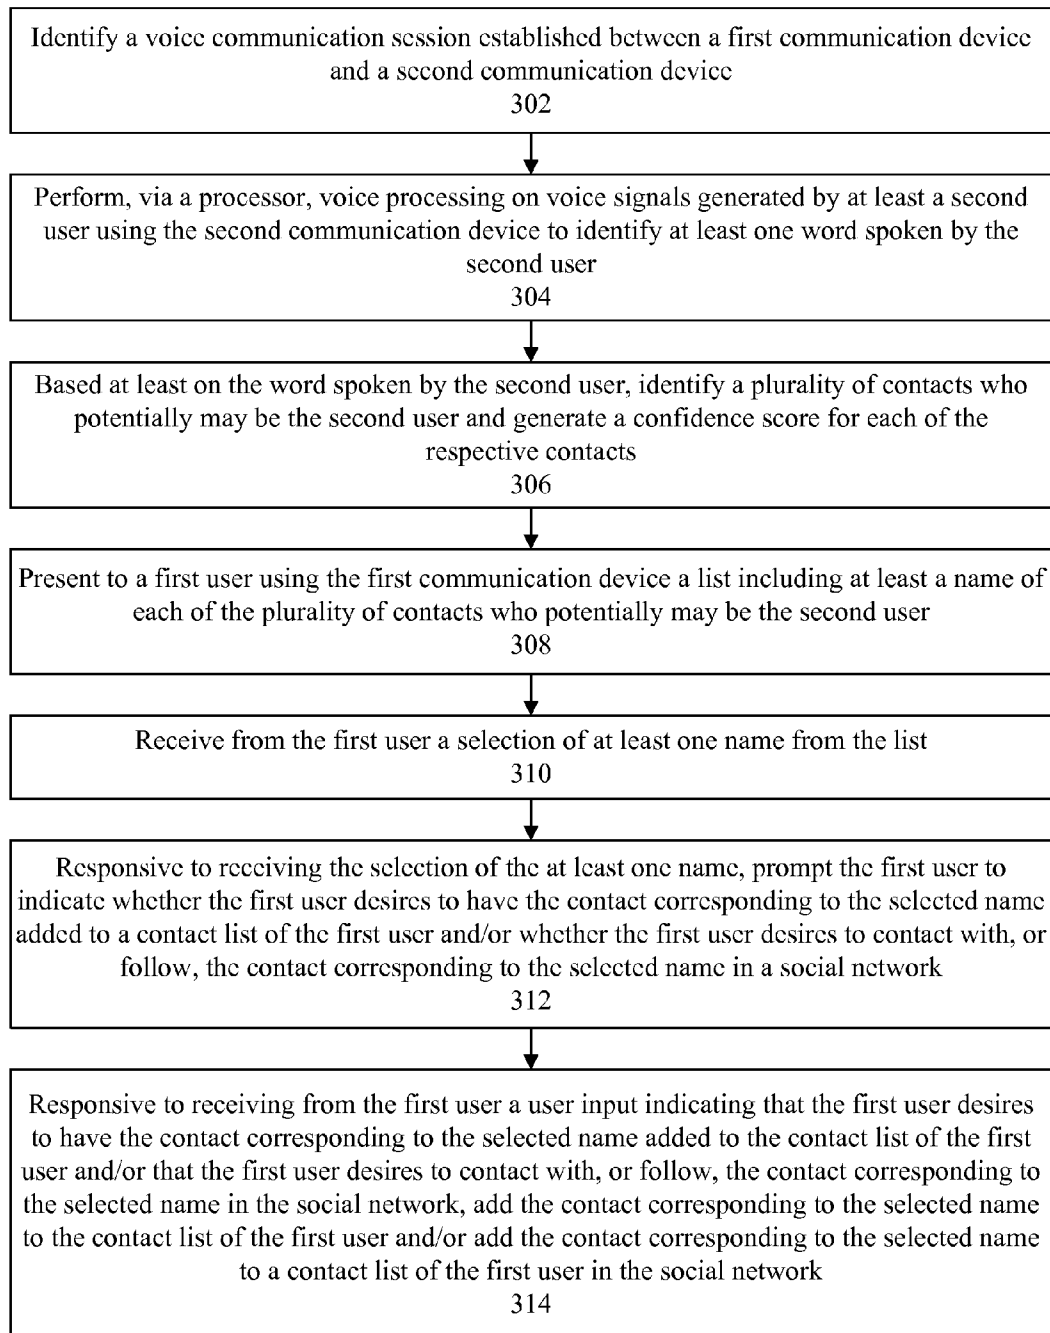 Identify a voice communication session established between a first communication device
and a second communication device
302
Perform, via a processor, voice processing on voice signals generated by at least a second
user using the second communication device to identify at least one word spoken by the
second user
304
Based at least on the word spoken by the second user, identify a plurality of contacts who
potentially may be the second user and generate a confidence score for each of the
respective contacts
306
Present to a first user using the first communication device a list including at least a name of
each of the plurality of contacts who potentially may be the second user
308
Receive from the first user a selection of at least one name from the list
310
Responsive to receiving the selection of the at least one name, prompt the first user to
indicate whether the first user desires to have the contact corresponding to the selected name
added to a contact list of the first user and/or whether the first user desires to contact with, or
follow, the contact corresponding to the selected name in a social network
312
Responsive to receiving from the first user a user input indicating that the first user desires
to have the contact corresponding to the selected name added to the contact list of the first
user and/or that the first user desires to contact with, or follow, the contact corresponding to
the selected name in the social network, add the contact corresponding to the selected name
to the contact list of the first user and/or add the contact corresponding to the selected name
to a contact list of the first user in the social network
314